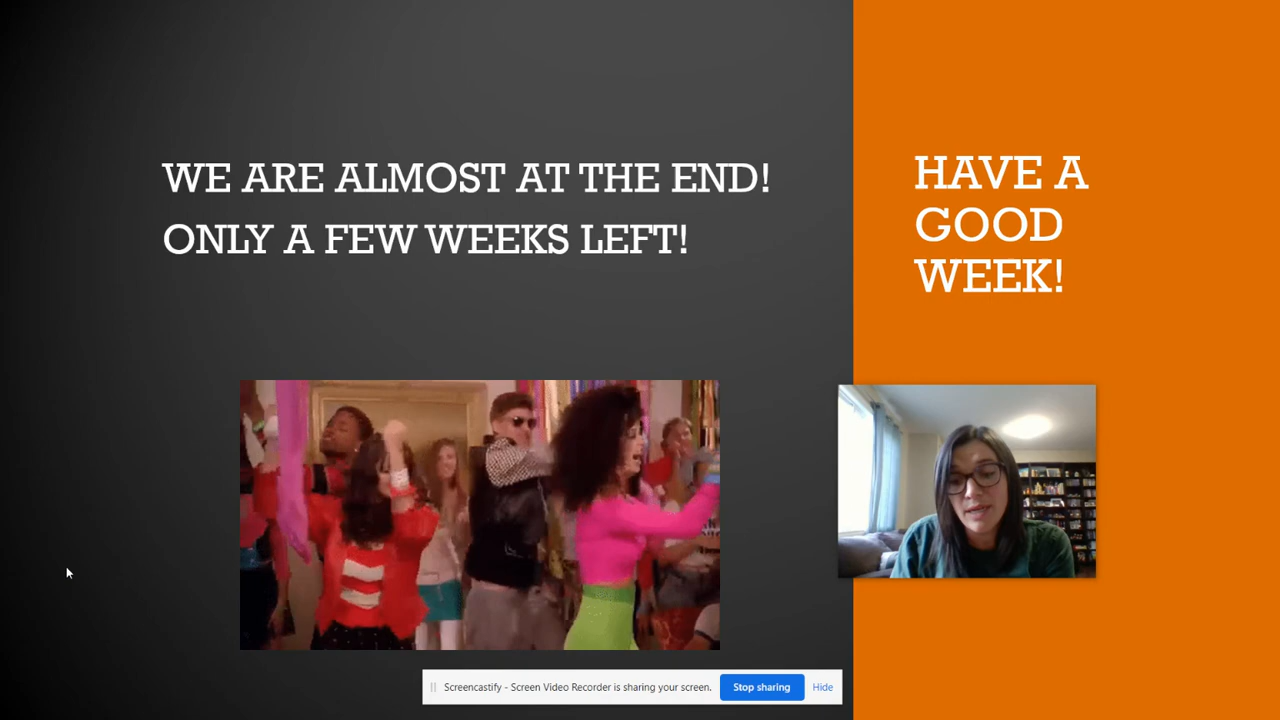 WE ARE ALMOST AT THE END!
ONLY A FEW WEEKS LEFT!
HAVE A
GOOD
WEEK!
Screencastify - Screen Video Recorder is sharing your screen.
Stop sharing
Hide